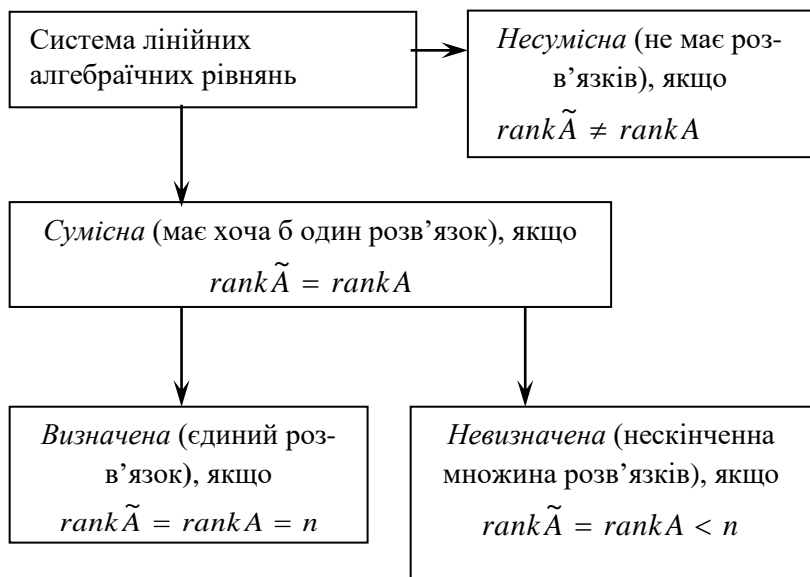 Система лінійних
алгебраїчних рівнянь
Несумісна (не має роз-
в’язків), якщо
rankÃ ≠ rankA
Сумісна (має хоча б один розв’язок), якщо
rankÃ = rankA
Визначена (єдиний роз-
в’язок), якщо
rankÃ = rankA = n
Невизначена (нескінченна
множина розв’язків), якщо
rankÃ = rankA < n